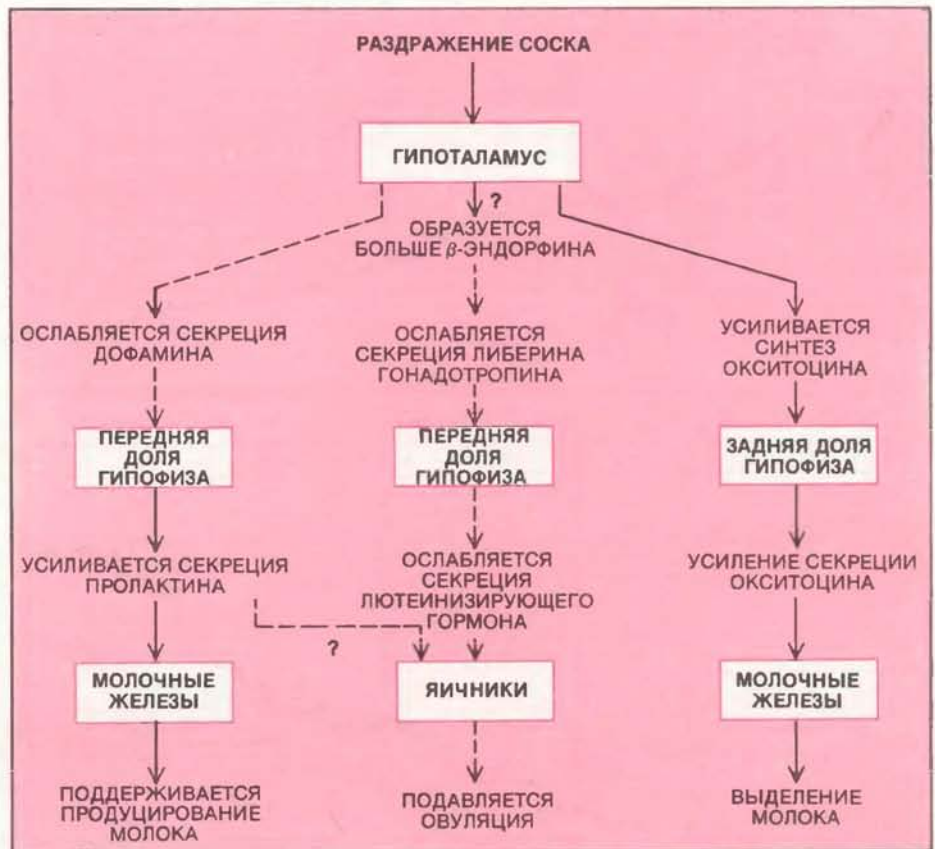 РАЗДРАЖЕНИЕ СОСКА
ГИПОТАЛАМУС
?
ОБРАЗУЕТСЯ
БОЛЬШЕ β-ЭНДОРФИНА
ОСЛАБЛЯЕТСЯ СЕКРЕЦИЯ
ДОФАМИНА
ОСЛАБЛЯЕТСЯ
СЕКРЕЦИЯ ЛИБЕРИНА
ГОНАДОТРОПИНА
УСИЛИВАЕТСЯ
СИНТЕЗ
ОКСИТОЦИНА
ПЕРЕДНЯЯ
ДОЛЯ
ГИПОФИЗА
ПЕРЕДНЯЯ
ДОЛЯ
ГИПОФИЗА
ЗАДНЯЯ ДОЛЯ
ГИПОФИЗА
УСИЛИВАЕТСЯ СЕКРЕЦИЯ
ПРОЛАКТИНА
ОСЛАБЛЯЕТСЯ
СЕКРЕЦИЯ
ЛЮТЕИНИЗИРУЮЩЕГО
ГОРМОНА
УСИЛЕНИЕ СЕКРЕЦИИ
ОКСИТОЦИНА
?
МОЛОЧНЫЕ
ЖЕЛЕЗЫ
ЯИЧНИКИ
МОЛОЧНЫЕ
ЖЕЛЕЗЫ
ПОДДЕРЖИВАЕТСЯ
ПРОДУЦИРОВАНИЕ
МОЛОКА
ПОДАВЛЯЕТСЯ
ОВУЛЯЦИЯ
ВЫДЕЛЕНИЕ
МОЛОКА